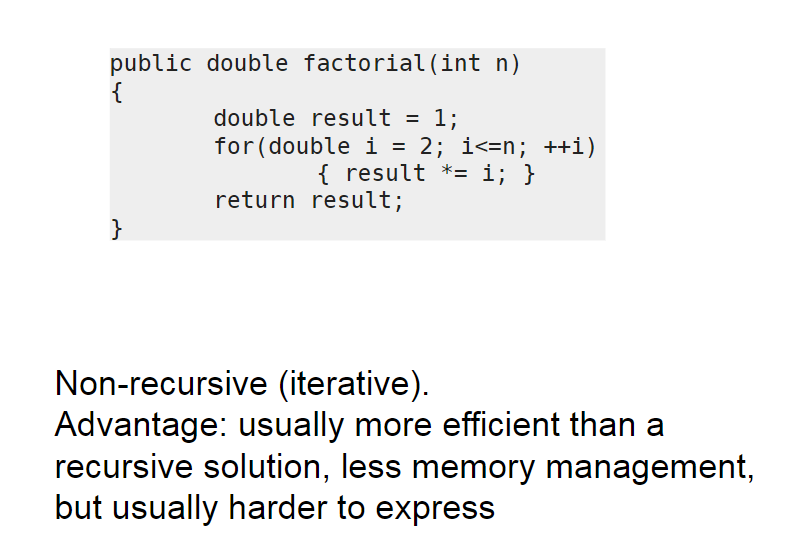 public double factorial(int n)
{
double result = 1;
for(double i = 2; i<=n; ++i)
{ result *= i; }
return result;
}
Non-recursive (iterative).
Advantage: usually more efficient than a
recursive solution, less memory management,
but usually harder to express